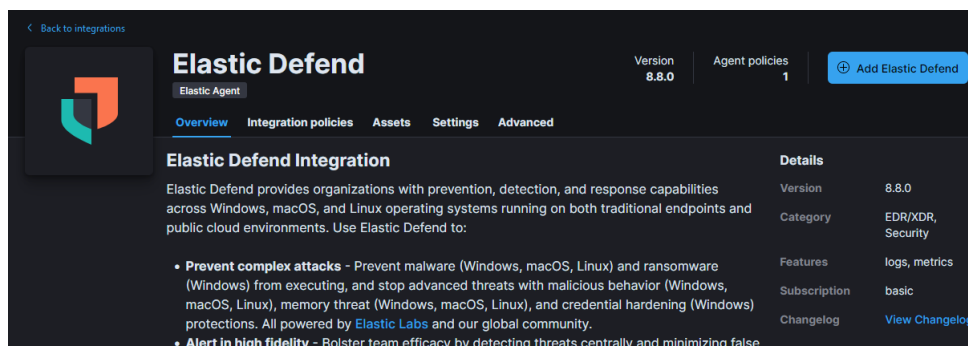 Back to integrations
Elastic Defend
Elastic Agent
Version
8.8.0
Agent policies
1
Add Elastic Defend
Overview Integration policies Assets Settings Advanced
Elastic Defend Integration
Elastic Defend provides organizations with prevention, detection, and response capabilities
across Windows, macOS, and Linux operating systems running on both traditional endpoints and
public cloud environments. Use Elastic Defend to:
• Prevent complex attacks - Prevent malware (Windows, macOS, Linux) and ransomware
(Windows) from executing, and stop advanced threats with malicious behavior (Windows,
macOS, Linux), memory threat (Windows, macOS, Linux), and credential hardening (Windows)
protections. All powered by Elastic Labs and our global community.
• Alert in high fidelity - Bolster team efficacy by detecting threats centrally and minimizing false
Details
Version 8.8.0
Category EDR/XDR,
Security
Features logs, metrics
Subscription basic
Changelog View Changelog